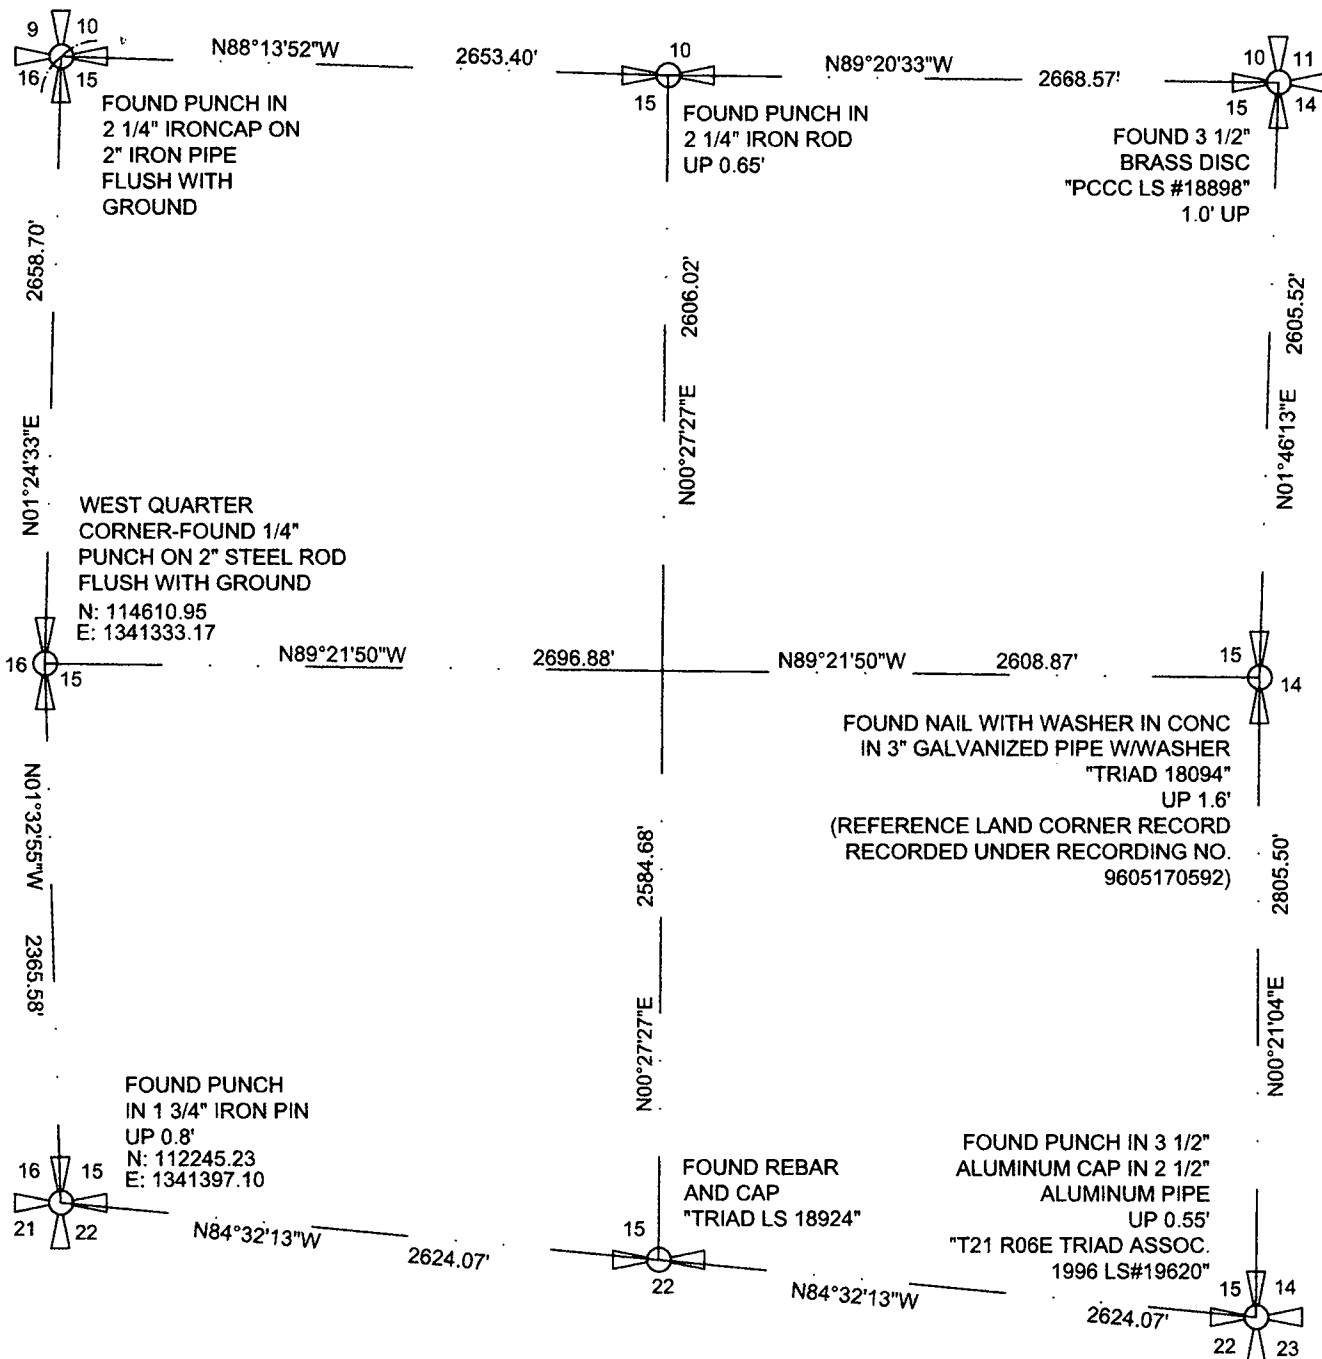 9 10
16 15
N88°13'52"W
2653.40'
10
15
N89°20'33"W
2668.57'
10 11
15 14
FOUND PUNCH IN
2 1/4" IRONCAP ON
2" IRON PIPE
FLUSH WITH
GROUND
FOUND PUNCH IN
2 1/4" IRON ROD
UP 0.65'
FOUND 3 1/2"
BRASS DISC
"PCCC LS #18898"
1.0' UP
2658.70'
N01°24'33"E
2606.02'
N00°27'27"E
2605.52'
N01°46'13"E
WEST QUARTER
CORNER-FOUND 1/4"
PUNCH ON 2" STEEL ROD
FLUSH WITH GROUND
N: 114610.95
E: 1341333.17
16 15
N89°21'50"W
2696.88'
N89°21'50"W
2608.87'
15
14
FOUND NAIL WITH WASHER IN CONC
IN 3" GALVANIZED PIPE W/WASHER
"TRIAD 18094"
UP 1.6'
(REFERENCE LAND CORNER RECORD
RECORDED UNDER RECORDING NO.
9605170592)
N01°32'55"W
2365.58'
2584.68'
N00°27'27"E
2805.50'
N00°21'04"E
FOUND PUNCH
IN 1 3/4" IRON PIN
UP 0.8'
N: 112245.23
E: 1341397.10
16 15
21 22
N84°32'13"W
2624.07'
FOUND REBAR
AND CAP
"TRIAD LS 18924"
15
22
N84°32'13"W
2624.07'
FOUND PUNCH IN 3 1/2"
ALUMINUM CAP IN 2 1/2"
ALUMINUM PIPE
UP 0.55'
"T21 R06E TRIAD ASSOC.
1996 LS#19620"
15 14
22 23